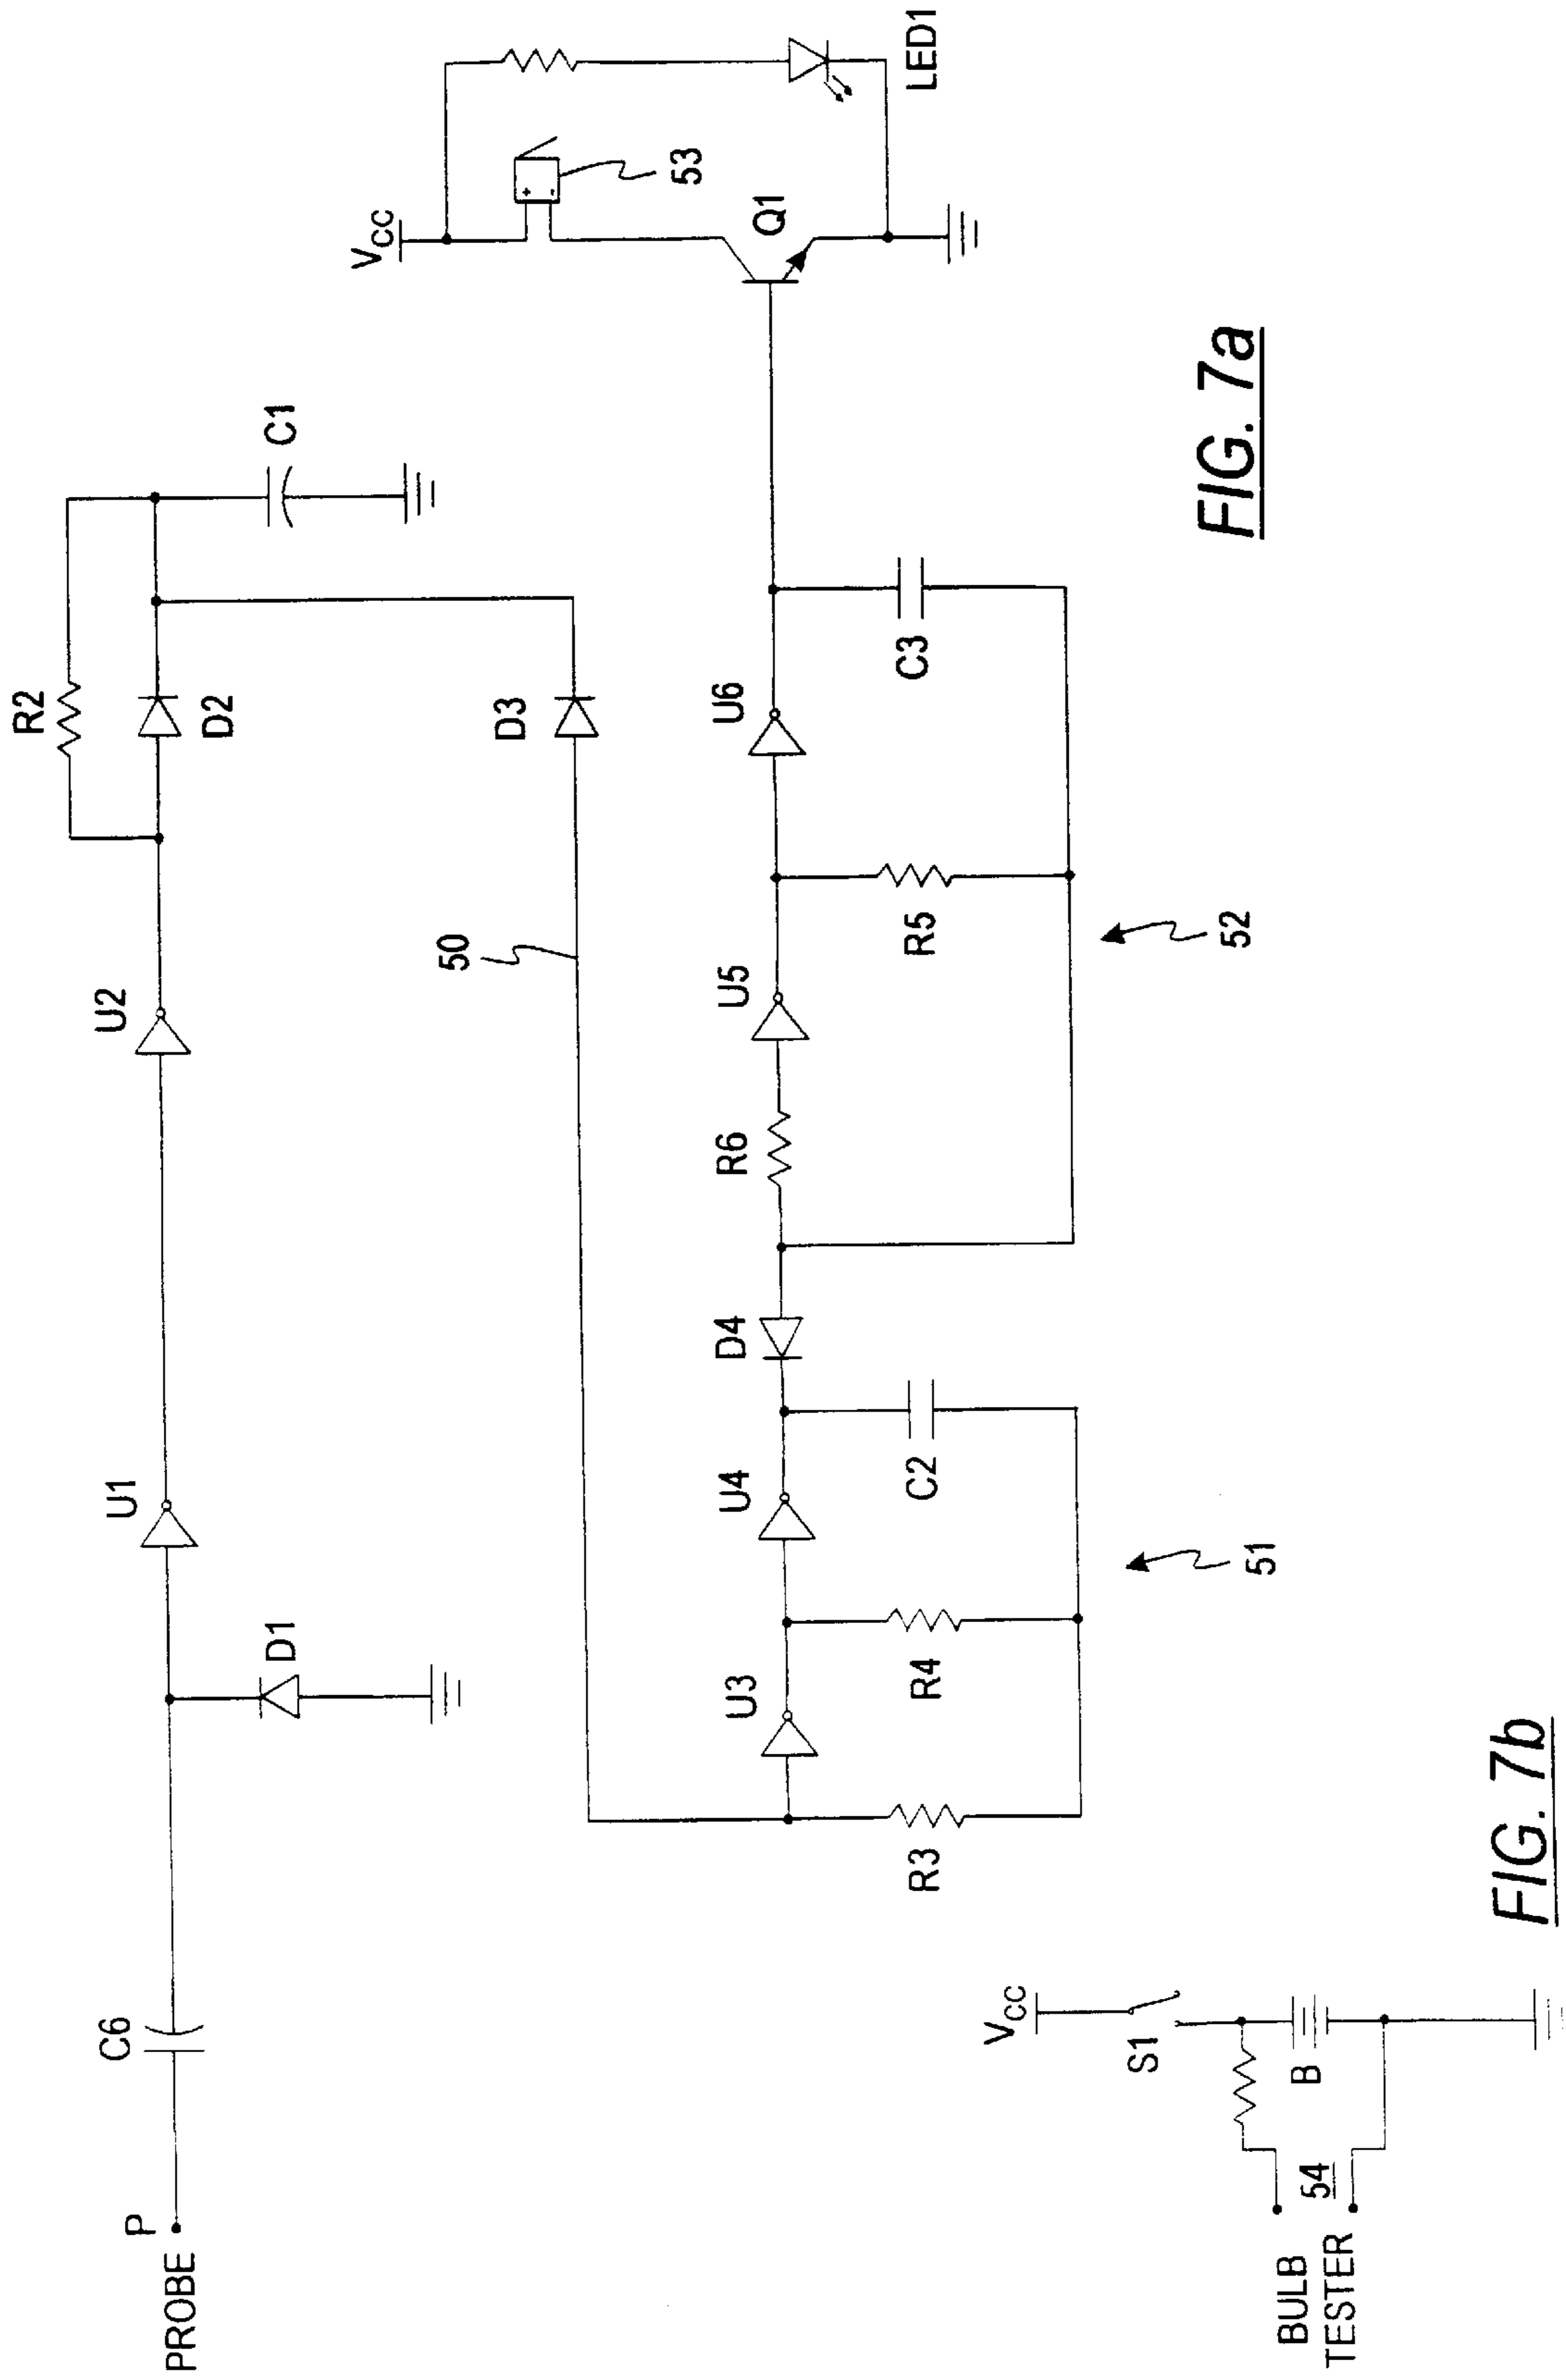 P
PROBE
C6
D1
U1
U2
R2
D2
C1
50
D3
R3
U3
R4
U4
C2
51
D4
R6
U5
R5
U6
C3
52
VCC
53
Q1
LED1
FIG. 7a
VCC
S1
B
54
BULB
TESTER
FIG. 7b
+
-